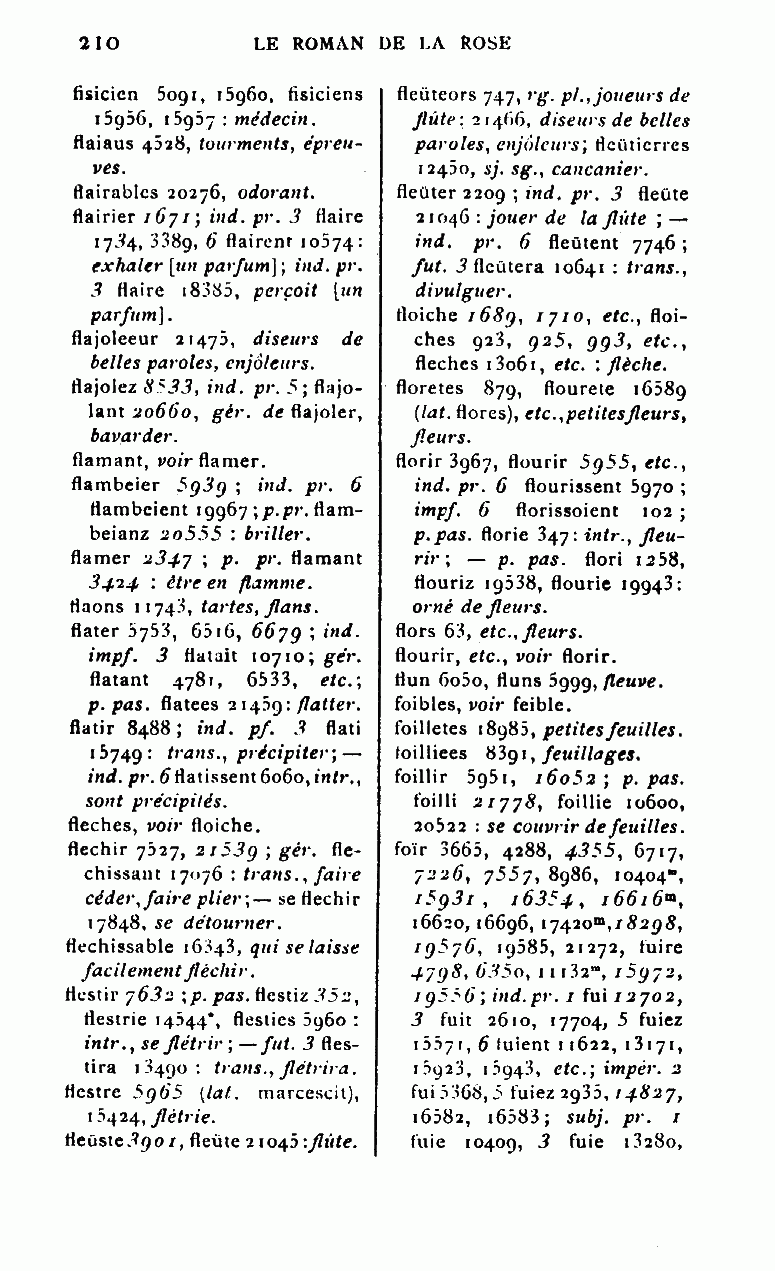 210 LE ROMAN DE LA ROSE
fisicien 5091, 15960, fisiciens
15956, 15957 : médecin.
flaiaus 4528, tourments, épreu-
ves.
flairables 20276, odorant.
flairier 1671; ind. pr. 3 flaire
1734, 3389, 6 flairent 10574:
exhaler [un parfum]; ind. pr.
3 flaire 18385, perçoit [un
parfum].
flajoleeur 21475, diseurs de
belles paroles, enjôleurs.
flajolez 8533, ind. pr. 5; flajo-
lant 20660, gér. de flajoler,
bavarder.
flamant, voir flamer.
flambeier 5939 ; ind. pr. 6
flambeient 19967; p.pr. flam-
beianz 20555 : briller.
flamer 2347 ; p. pr. flamant
3424 : être en flamme.
flaons 11743, tartes, flans.
flater 5753, 6516, 6679 ; ind.
impf. 3 flatait 10710; gér.
flatant 4781, 6533, etc.;
p. pas. flatees 21459: flatter.
flatir 8488; ind. pf. 3 flati
15749: trans., précipiter; —
ind. pr. 6 flatissent 6060, intr.,
sont précipités.
fleches, voir floiche.
flechir 7527, 21539 ; gér. fle-
chissant 17076 : trans., faire
céder, faire plier; — se flechir
17848, se détourner.
flechissable 16343, qui se laisse
facilement fléchir.
flestir 7632 ; p. pas. flestiz 352,
flestrie 14544*, flesties 5960 :
intr., se flétrir ; — fut. 3 fles-
tira 13490 : trans., flétrira.
flestre 5965 (lat. marcescit),
15424, flétrie.
fleüste 3901, fleüte 21045 : flûte.
fleüteors 747, rg. pl., joueurs de
flûte; 21466, diseurs de belles
paroles, enjôleurs; fleütierres
12450, sj. sg., cancanier.
fleüter 2209 ; ind. pr. 3 fleüte
21046 : jouer de la flûte ; —
ind. pr. 6 fleütent 7746 ;
fut. 3 fleütera 10641 : trans.,
divulguer.
floiche 1689, 1710, etc., floi-
ches 923, 925, 993, etc.,
fleches 13061, etc. : flèche.
floretes 879, flourete 16589
(lat. flores), etc., petites fleurs,
fleurs.
florir 3967, flourir 5955, etc.,
ind. pr. 6 flourissent 5970 ;
impf. 6 florissoient 102 ;
p. pas. florie 347: intr., fleu-
rir ; — p. pas. flori 1258,
flouriz 19538, flourie 19943:
orné de fleurs.
flors 63, etc., fleurs.
flourir, etc., voir florir.
flun 6050, fluns 5999, fleuve.
foibles, voir feible.
foilletes 18985, petites feuilles.
foilliees 8391, feuillages.
foillir 5951, 16052 ; p. pas.
foilli 21778, foillie 10600,
20522 : se couvrir de feuilles.
foïr 3665, 4288, 4355, 6717,
7226, 7557, 8986, 10404m,
15931, 16354, 16616m,
16620, 16696, 17420m, 18298,
19576, 19585, 21272, fuire
4798, 6350, 11132m, 15972,
19556 ; ind. pr. 1 fui 12702,
3 fuit 2610, 17704, 5 fuiez
15571, 6 fuient 11622, 13171,
15923, 15943, etc.; impér. 2
fui 5368, 5 fuiez 2935, 14827,
16582, 16583; subj. pr. 1
fuie 10409, 3 fuie 13280,